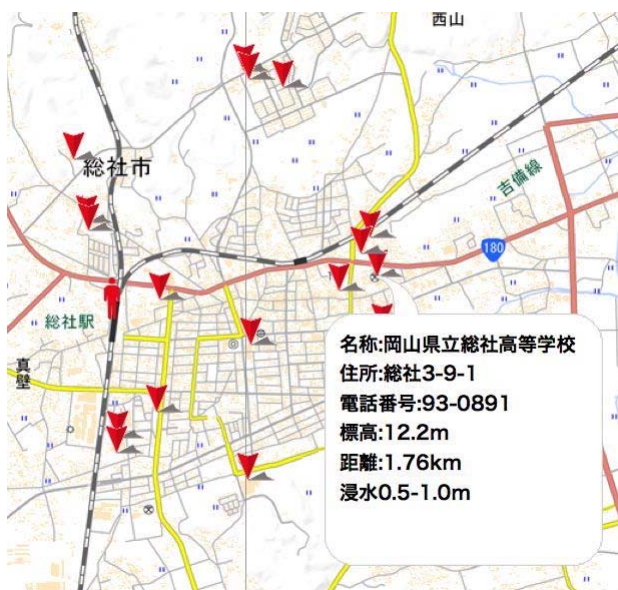 西山
総社市
吉備線
180
総社駅
真壁
名称:岡山県立総社高等学校
住所:総社3-9-1
電話番号:93-0891
標高:12.2m
距離:1.76km
浸水0.5-1.0m